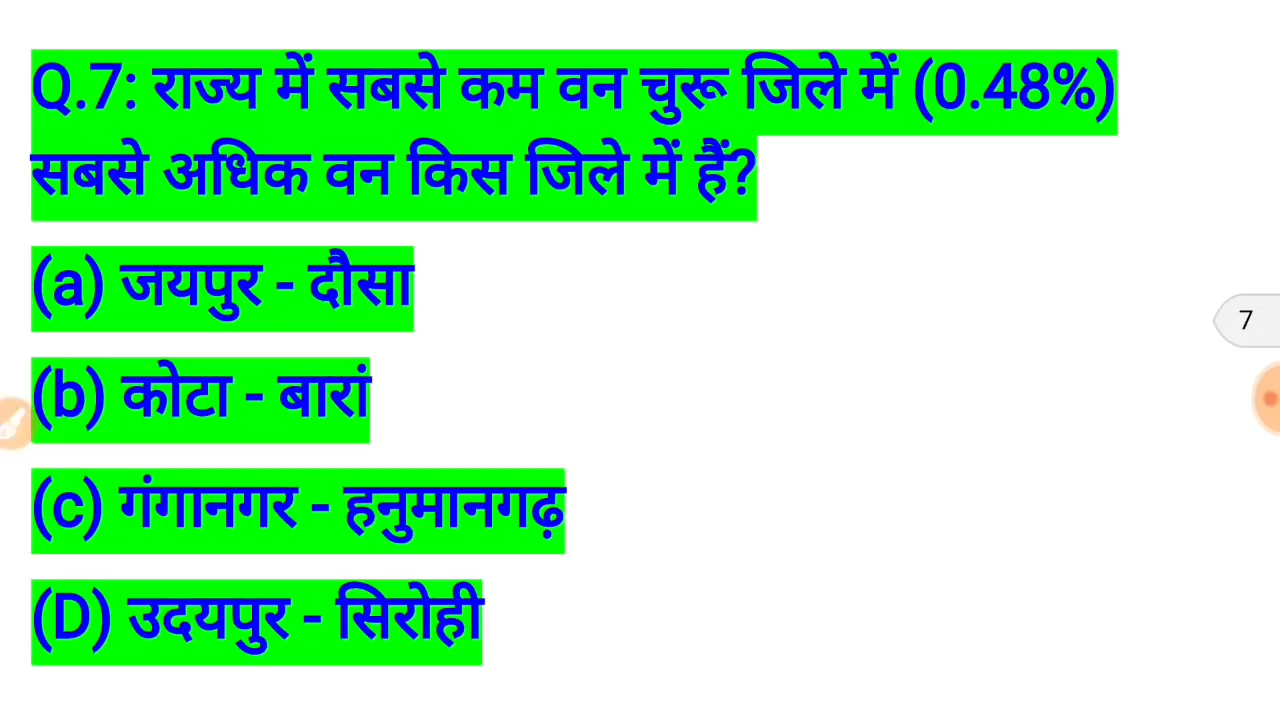 Q.7: राज्य में सबसे कम वन चुरू जिले में (0.48%)
सबसे अधिक वन किस जिले में हैं?
(a) जयपुर - दौसा
(b) कोटा - बारां
(c) गंगानगर - हनुमानगढ़
(D) उदयपुर - सिरोही
7